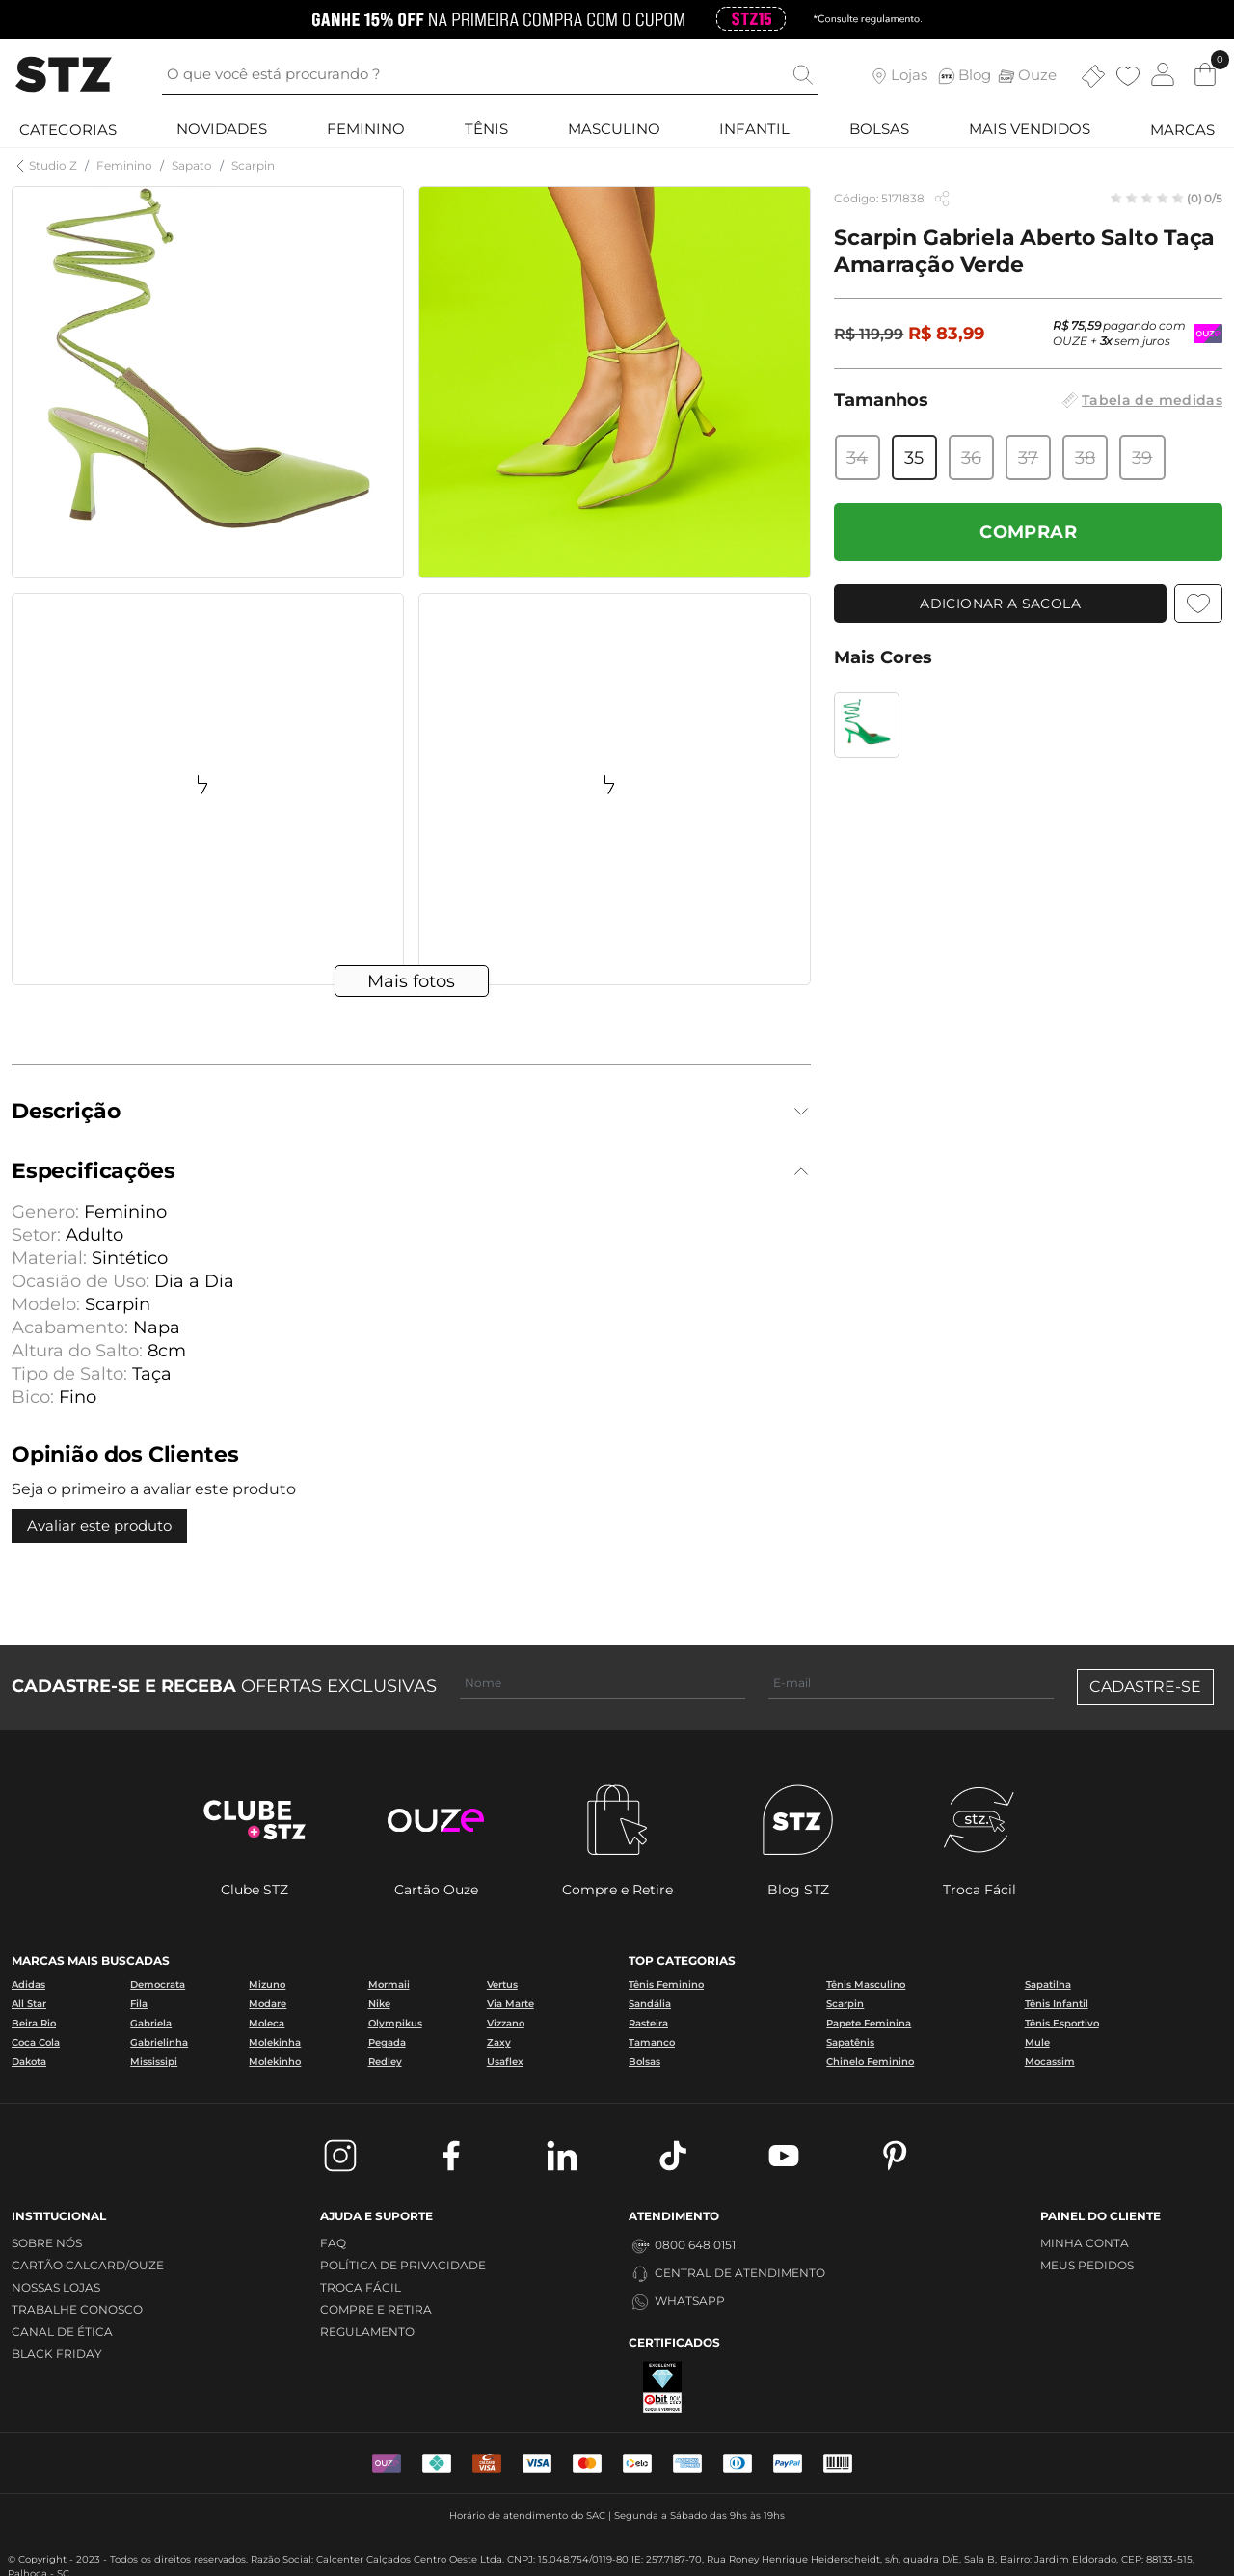 GANHE 15% OFF NA PRIMEIRA COMPRA COM O CUPOM STZ15 *Consulte regulamento.
STZ
O que você está procurando ?
Lojas
STZ Blog
Ouze
0
CATEGORIAS
NOVIDADES
FEMININO
TÊNIS
MASCULINO
INFANTIL
BOLSAS
MAIS VENDIDOS
MARCAS
Studio Z / Feminino / Sapato / Scarpin
Código: 5171838
(0) 0/5
Scarpin Gabriela Aberto Salto Taça
Amarração Verde
R$ 119,99 R$ 83,99
R$ 75,59 pagando com
OUZE + 3x sem juros
OUZ
Tamanhos
Tabela de medidas
34 35 36 37 38 39
COMPRAR
ADICIONAR A SACOLA
Mais Cores
Mais fotos
Descrição
Especificações
Genero: Feminino
Setor: Adulto
Material: Sintético
Ocasião de Uso: Dia a Dia
Modelo: Scarpin
Acabamento: Napa
Altura do Salto: 8cm
Tipo de Salto: Taça
Bico: Fino
Opinião dos Clientes
Seja o primeiro a avaliar este produto
Avaliar este produto
CADASTRE-SE E RECEBA OFERTAS EXCLUSIVAS
Nome
E-mail
CADASTRE-SE
CLUBE
+STZ
ouze
STZ
stz.
Clube STZ
Cartão Ouze
Compre e Retire
Blog STZ
Troca Fácil
MARCAS MAIS BUSCADAS
Adidas Democrata Mizuno Mormaii Vertus
All Star Fila Modare Nike Via Marte
Beira Rio Gabriela Moleca Olympikus Vizzano
Coca Cola Gabrielinha Molekinha Pegada Zaxy
Dakota Mississipi Molekinho Redley Usaflex
TOP CATEGORIAS
Tênis Feminino Tênis Masculino Sapatilha
Sandália Scarpin Tênis Infantil
Rasteira Papete Feminina Tênis Esportivo
Tamanco Sapatênis Mule
Bolsas Chinelo Feminino Mocassim
INSTITUCIONAL
SOBRE NÓS
CARTÃO CALCARD/OUZE
NOSSAS LOJAS
TRABALHE CONOSCO
CANAL DE ÉTICA
BLACK FRIDAY
AJUDA E SUPORTE
FAQ
POLÍTICA DE PRIVACIDADE
TROCA FÁCIL
COMPRE E RETIRA
REGULAMENTO
ATENDIMENTO
0800 648 0151
CENTRAL DE ATENDIMENTO
WHATSAPP
CERTIFICADOS
EXCELENTE
ebit
CLIQUE E VERIFIQUE
PAINEL DO CLIENTE
MINHA CONTA
MEUS PEDIDOS
OUZ
VISA
VISA
elo
PayPal
Horário de atendimento do SAC | Segunda a Sábado das 9hs às 19hs
© Copyright - 2023 - Todos os direitos reservados. Razão Social: Calcenter Calçados Centro Oeste Ltda. CNPJ: 15.048.754/0119-80 IE: 257.7187-70, Rua Roney Henrique Heiderscheidt, s/n, quadra D/E, Sala B, Bairro: Jardim Eldorado, CEP: 88133-515,
Palhoça - SC